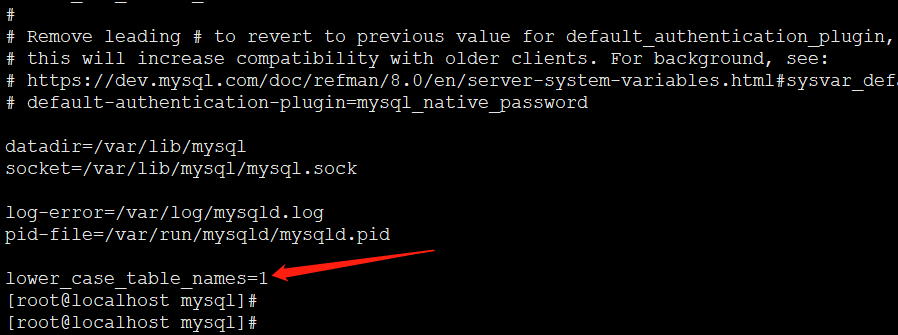 #
# Remove leading # to revert to previous value for default_authentication_plugin,
# this will increase compatibility with older clients. For background, see:
# https://dev.mysql.com/doc/refman/8.0/en/server-system-variables.html#sysvar_def
# default-authentication-plugin=mysql_native_password
datadir=/var/lib/mysql
socket=/var/lib/mysql/mysql.sock
log-error=/var/log/mysqld.log
pid-file=/var/run/mysqld/mysqld.pid
lower_case_table_names=1
[root@localhost mysql]#
[root@localhost mysql]#